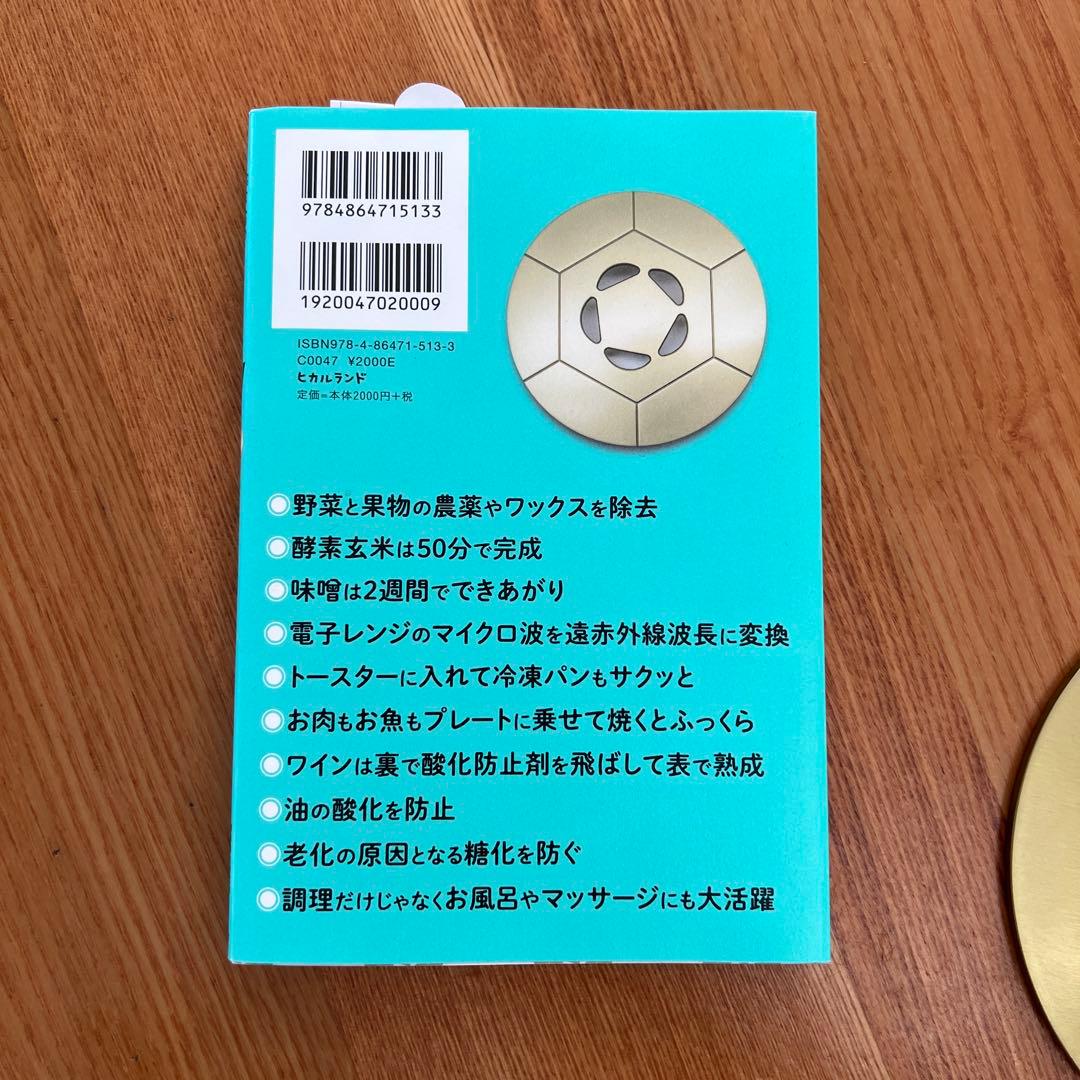 9784864715133
1920047020009
ISBN978-4-86471-513-3
C0047 ¥2000E
ヒカルランド
定価=本体2000円+税
◉野菜と果物の農薬やワックスを除去
◉酵素玄米は50分で完成
◉味噌は2週間でできあがり
◉電子レンジのマイクロ波を遠赤外線波長に変換
◉トースターに入れて冷凍パンもサクッと
◉お肉もお魚もプレートに乗せて焼くとふっくら
◉ワインは裏で酸化防止剤を飛ばして表で熟成
◉油の酸化を防止
◉老化の原因となる糖化を防ぐ
◉調理だけじゃなくお風呂やマッサージにも大活躍